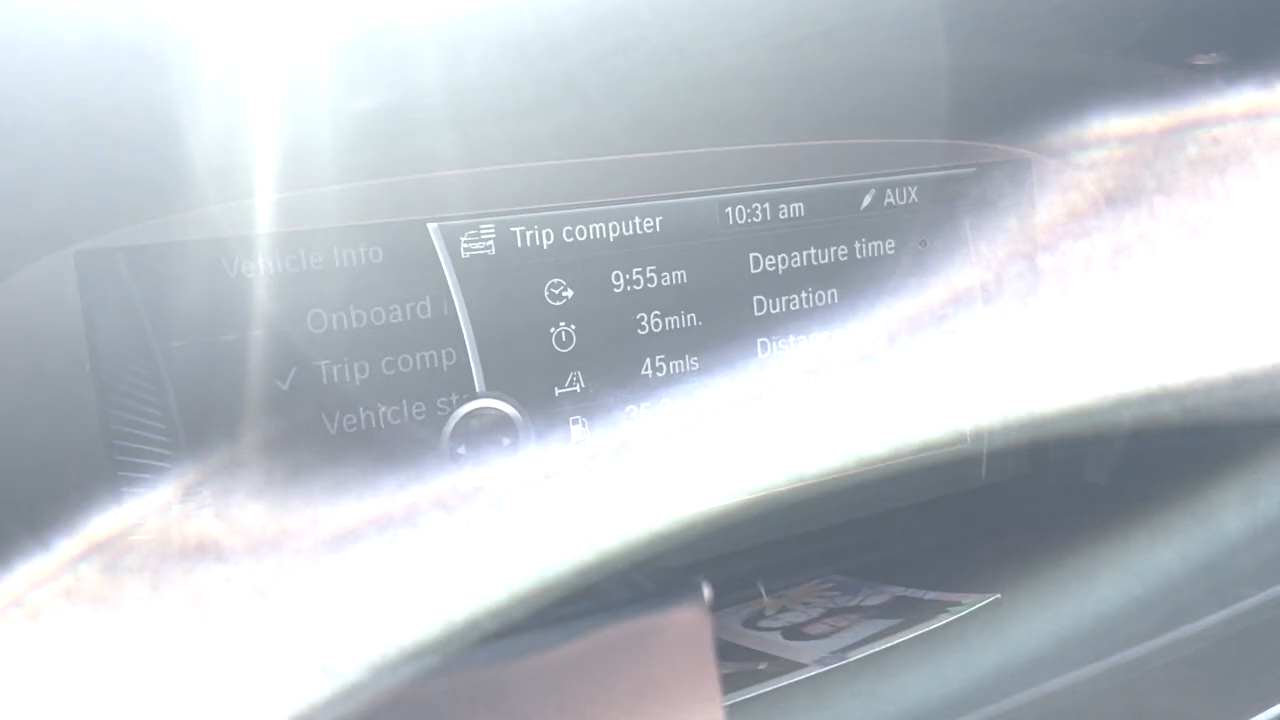 Vehicle Info
Onboard
✓ Trip comp
Vehicle
Trip computer 10:31 am AUX
9:55am Departure time
36min. Duration
45mls